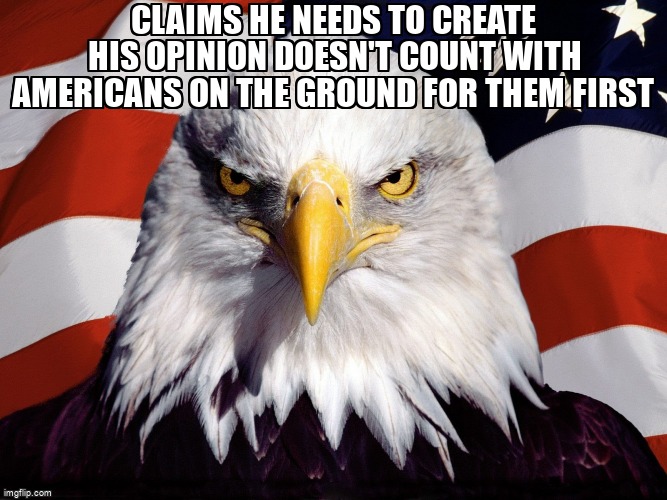 CLAIMS HE NEEDS TO CREATE
HIS OPINION DOESN'T COUNT WITH
AMERICANS ON THE GROUND FOR THEM FIRST
imgflip.com